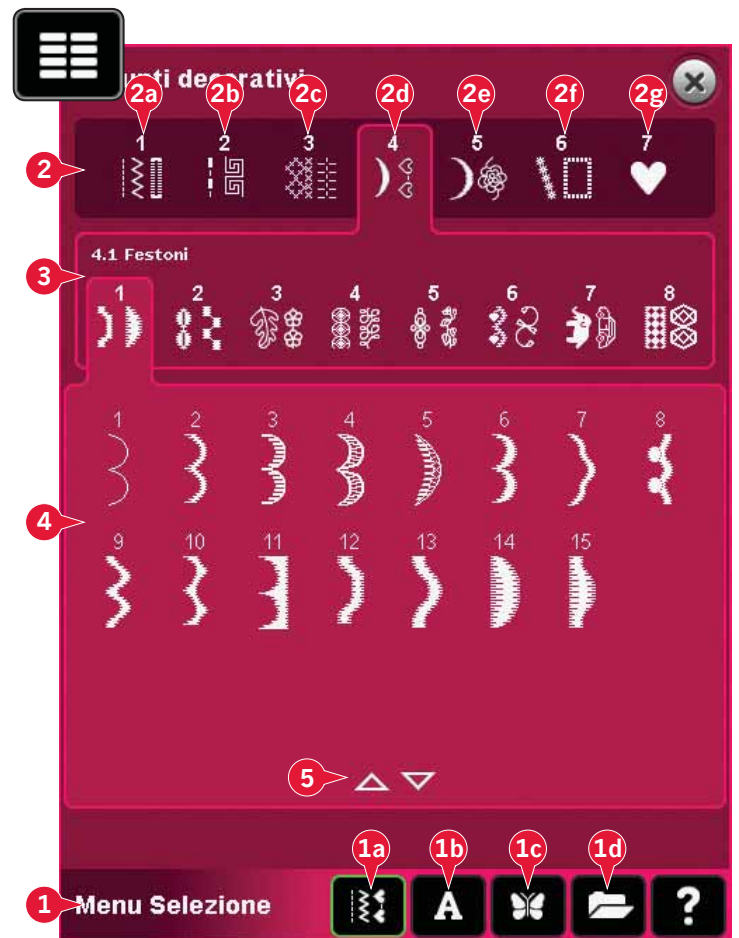 Punti decorativi
2a 2b 2c 2d 2e 2f 2g
1 2 3 4 5 6 7
2
4.1 Festoni
3
1 2 3 4 5 6 7 8
1 2 3 4 5 6 7 8
4
9 10 11 12 13 14 15
5
1a 1b 1c 1d
1 Menu Selezione A ?